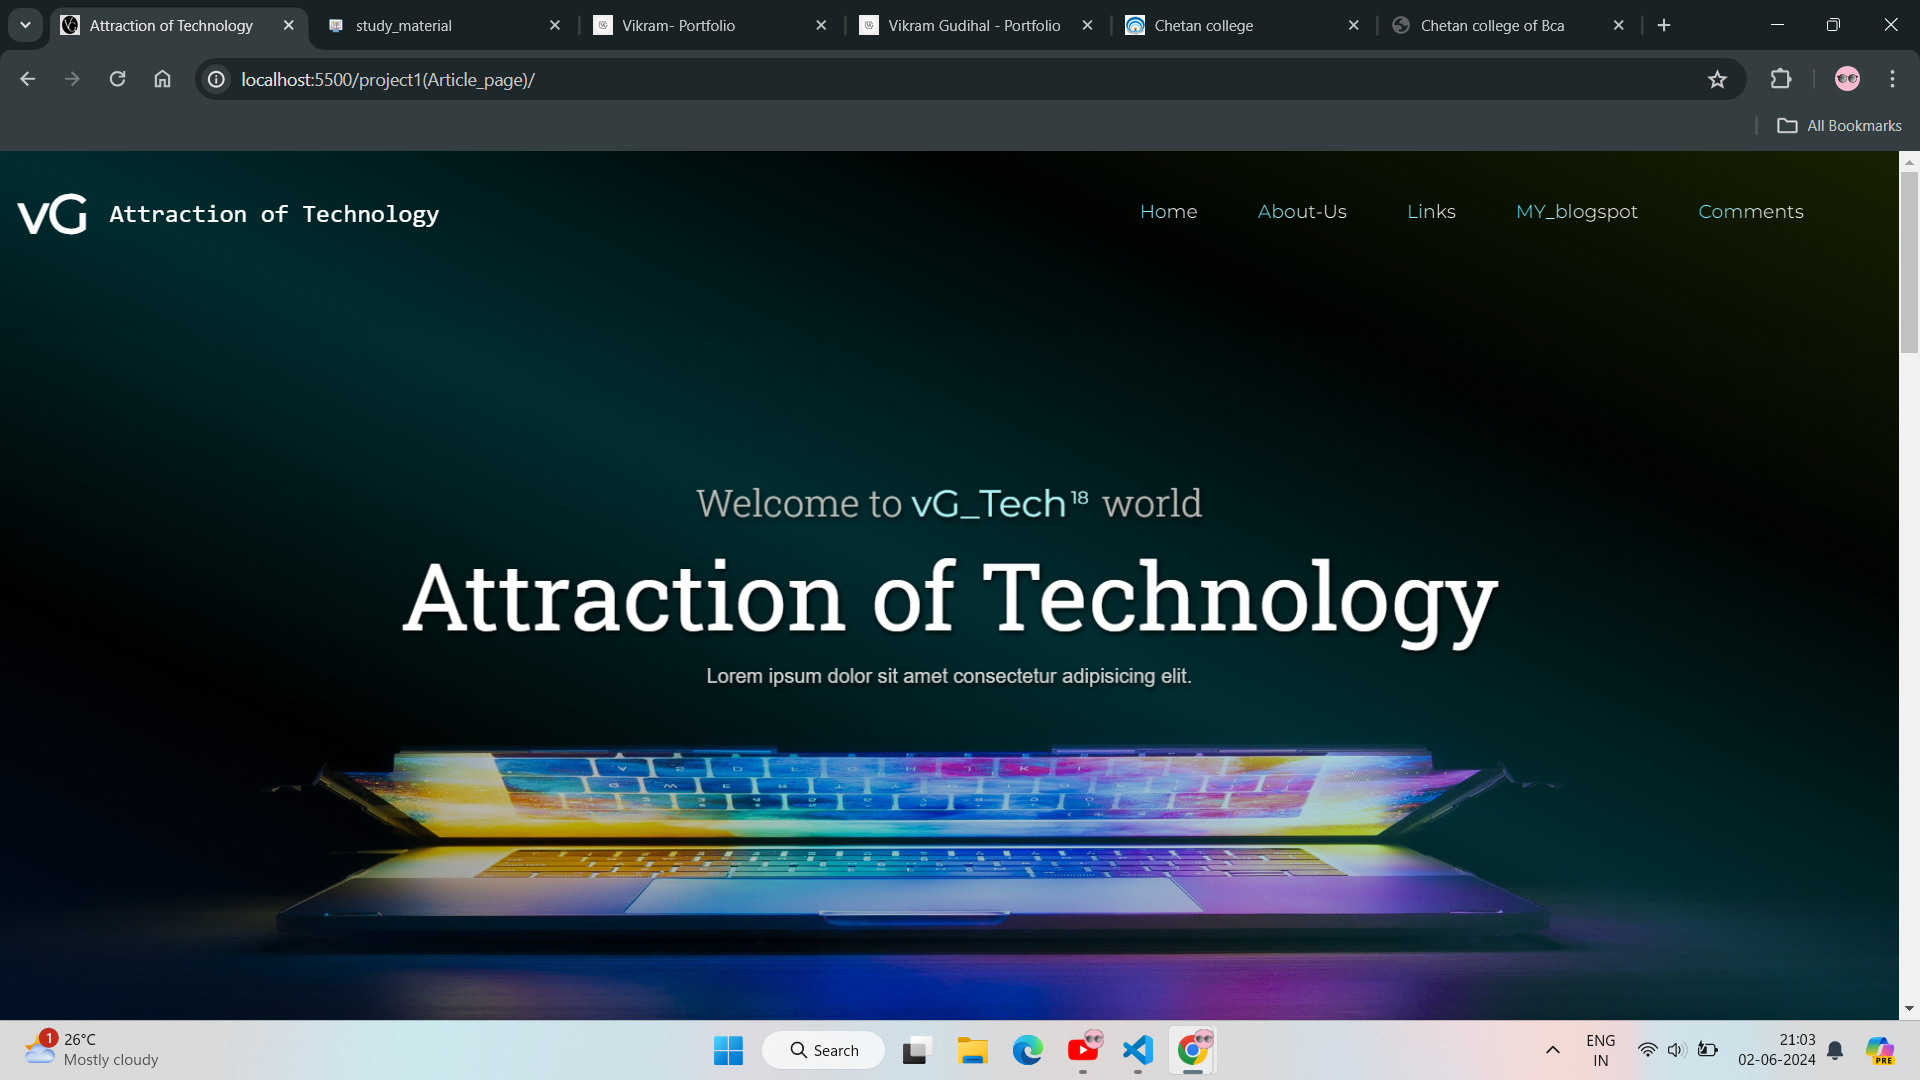 Attraction of Technology
study_material
Vikram- Portfolio
Vikram Gudihal - Portfolio
Chetan college
Chetan college of Bca
localhost:5500/project1(Article_page)/
All Bookmarks
vG Attraction of Technology
Home
About-Us
Links
MY_blogspot
Comments
Welcome to vG_Tech18 world
Attraction of Technology
Lorem ipsum dolor sit amet consectetur adipisicing elit.
1
26°C
Mostly cloudy
Search
ENG
IN
21:03
02-06-2024
PRE